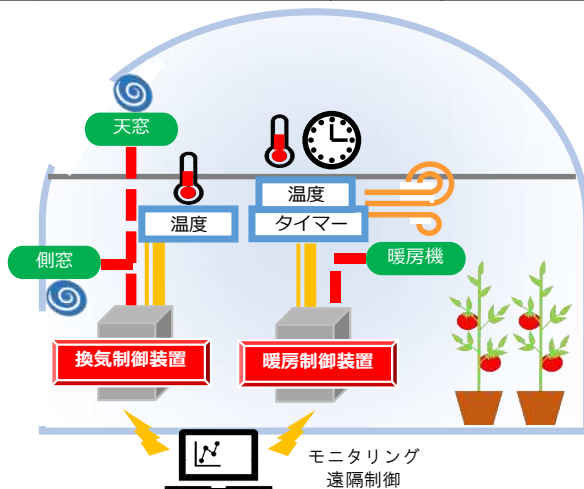 天窓
温度
温度
タイマー
側窓
暖房機
換気制御装置
暖房制御装置
モニタリング
遠隔制御